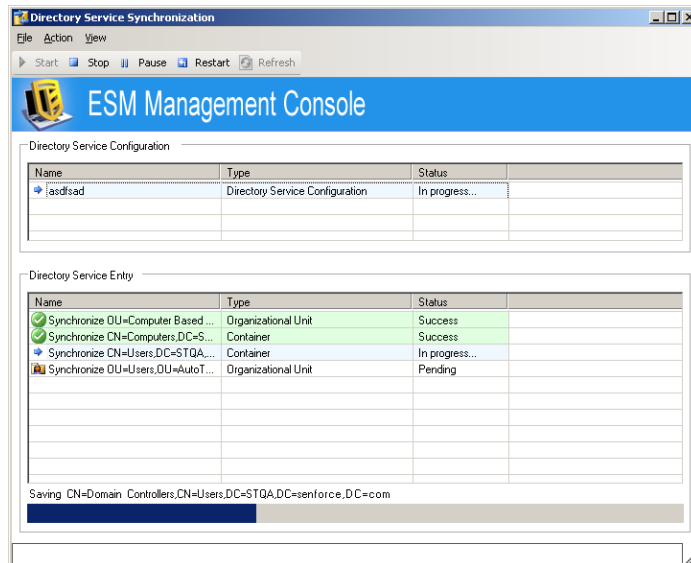 Directory Service Synchronization
File Action View
Start Stop Pause Restart Refresh
ESM Management Console
Directory Service Configuration
Name Type Status
asdfsad Directory Service Configuration In progress...
Directory Service Entry
Name Type Status
Synchronize OU=Computer Based ... Organizational Unit Success
Synchronize CN=Computers,DC=S... Container Success
Synchronize CN=Users,DC=STQA,... Container In progress...
Synchronize OU=Users,OU=AutoT... Organizational Unit Pending
Saving CN=Domain Controllers,CN=Users,DC=STQA,DC=senforce,DC=com